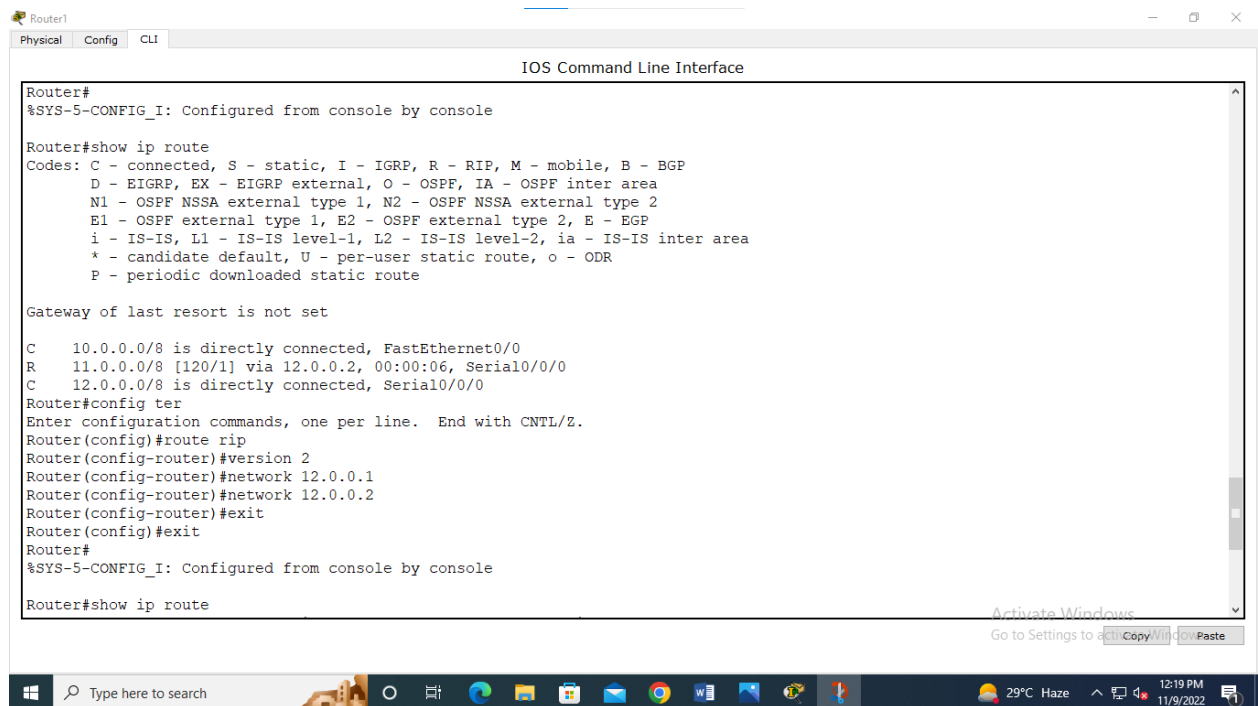 Router1
Physical Config CLI
IOS Command Line Interface
Router#
%SYS-5-CONFIG_I: Configured from console by console
Router#show ip route
Codes: C - connected, S - static, I - IGRP, R - RIP, M - mobile, B - BGP
D - EIGRP, EX - EIGRP external, O - OSPF, IA - OSPF inter area
N1 - OSPF NSSA external type 1, N2 - OSPF NSSA external type 2
E1 - OSPF external type 1, E2 - OSPF external type 2, E - EGP
i - IS-IS, L1 - IS-IS level-1, L2 - IS-IS level-2, ia - IS-IS inter area
* - candidate default, U - per-user static route, o - ODR
P - periodic downloaded static route
Gateway of last resort is not set
C 10.0.0.0/8 is directly connected, FastEthernet0/0
R 11.0.0.0/8 [120/1] via 12.0.0.2, 00:00:06, Serial0/0/0
C 12.0.0.0/8 is directly connected, Serial0/0/0
Router#config ter
Enter configuration commands, one per line. End with CNTL/Z.
Router(config)#route rip
Router(config-router)#version 2
Router(config-router)#network 12.0.0.1
Router(config-router)#network 12.0.0.2
Router(config-router)#exit
Router(config)#exit
Router#
%SYS-5-CONFIG_I: Configured from console by console
Router#show ip route
Activate Windows
Go to Settings to activate Windows.
Copy Paste
Type here to search
29°C Haze
12:19 PM
11/9/2022
1